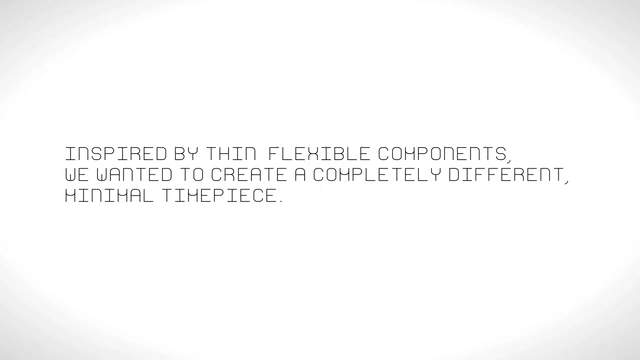 INSPIRED BY THIN FLEXIBLE COMPONENTS,
WE WANTED TO CREATE A COMPLETELY DIFFERENT,
MINIMAL TIMEPIECE.